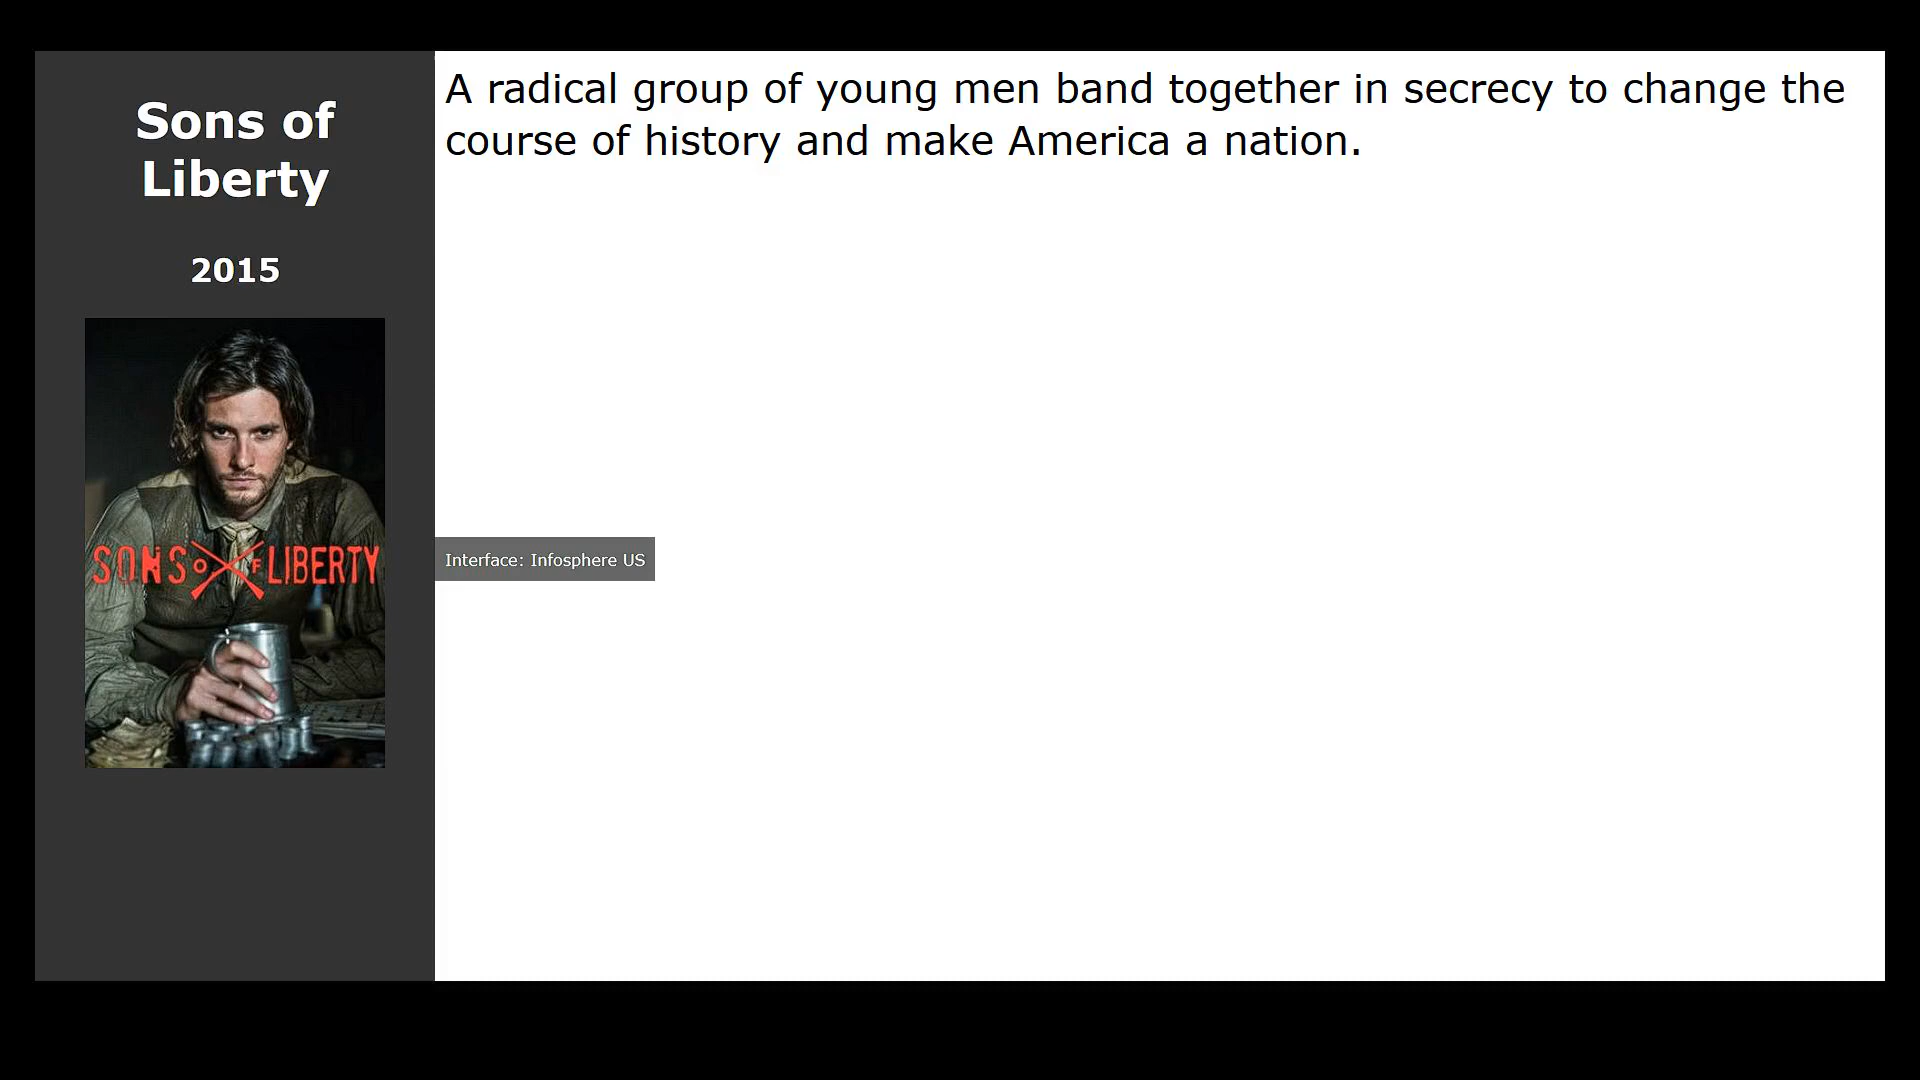 Sons of
Liberty
2015
SONS OF LIBERTY
A radical group of young men band together in secrecy to change the
course of history and make America a nation.
Interface: Infosphere US